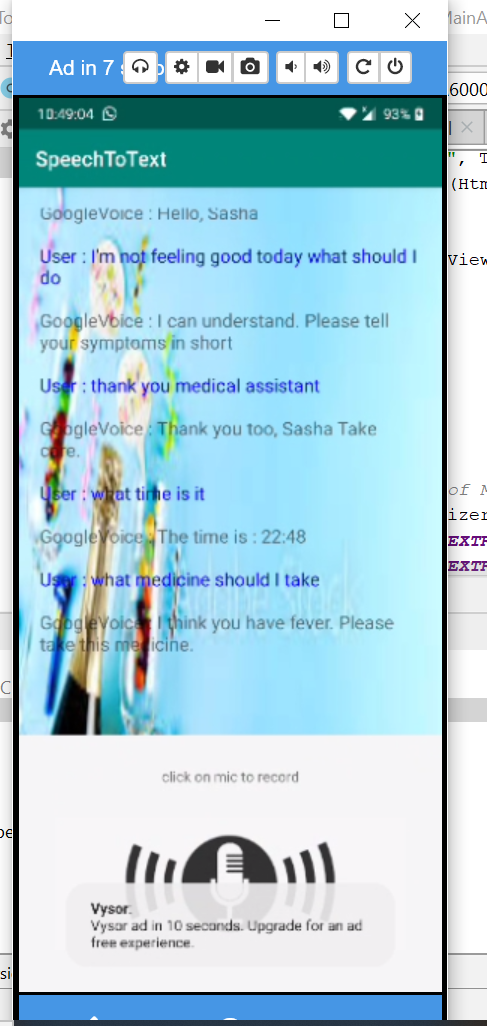 MainA
Ad in 7 s
6000
10:49:04
93%
SpeechToText
", T
(Htm
GoogleVoice : Hello, Sasha
User : I'm not feeling good today what should I
do
View
GoogleVoice : I can understand. Please tell
your symptoms in short
User : thank you medical assistant
GoogleVoice : Thank you too, Sasha Take
care.
of M
User : what time is it
izer
GoogleVoice : The time is : 22:48
EXTR
EXTR
User : what medicine should I take
GoogleVoice : I think you have fever. Please
take this medicine.
click on mic to record
Vysor:
Vysor ad in 10 seconds. Upgrade for an ad
free experience.